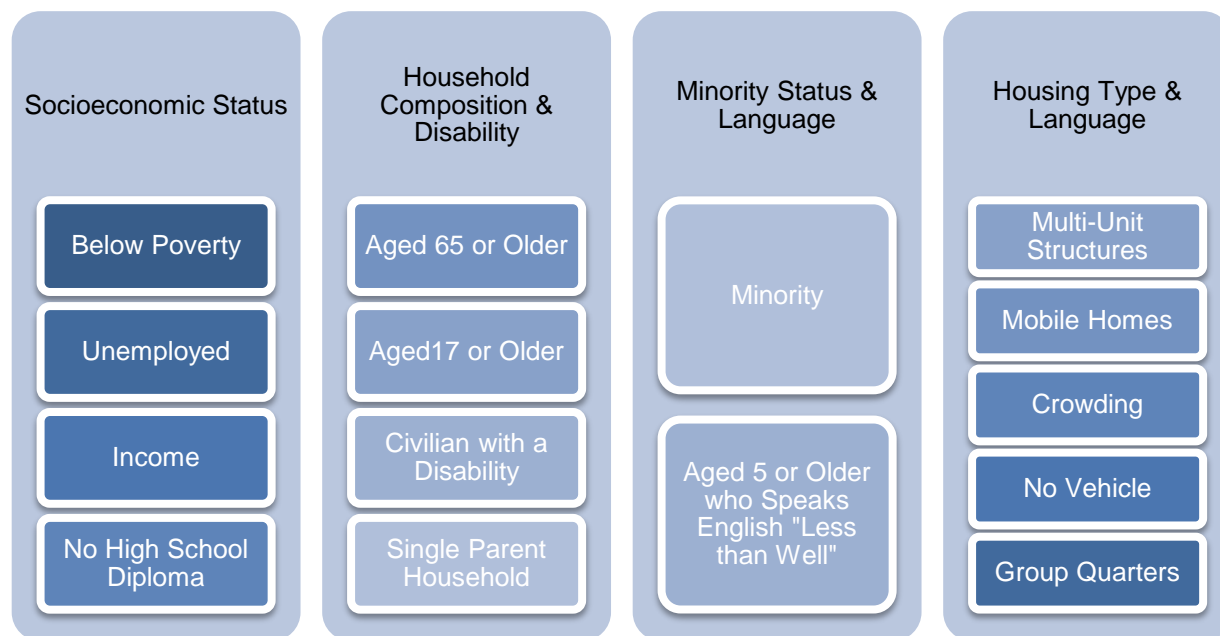 Socioeconomic Status
Below Poverty
Unemployed
Income
No High School
Diploma
Household
Composition &
Disability
Aged 65 or Older
Aged17 or Older
Civilian with a
Disability
Single Parent
Household
Minority Status &
Language
Minority
Aged 5 or Older
who Speaks
English "Less
than Well"
Housing Type &
Language
Multi-Unit
Structures
Mobile Homes
Crowding
No Vehicle
Group Quarters